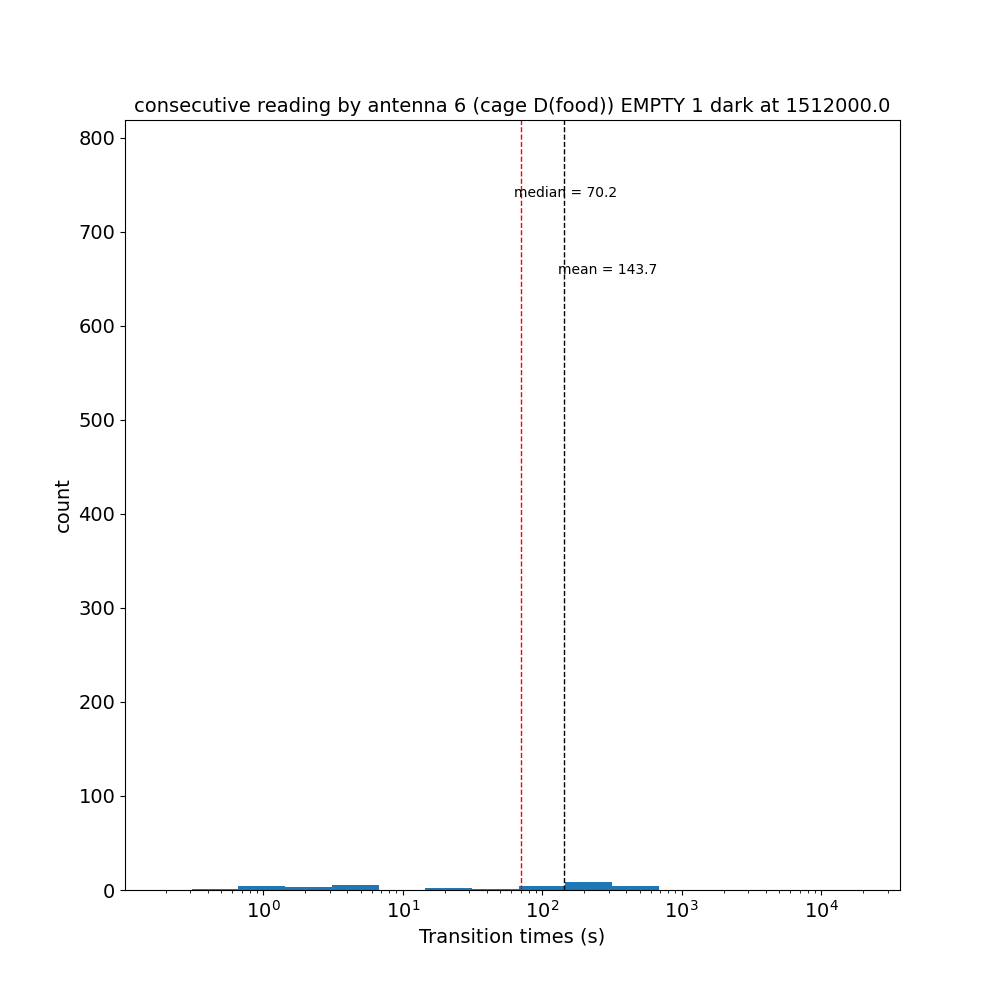 consecutive reading by antenna 6 (cage D(food)) EMPTY 1 dark at 1512000.0
800
median = 70.2
700
mean = 143.7
600
500
count
400
300
200
100
0
10⁰ 10¹ 10² 10³ 10⁴
Transition times (s)